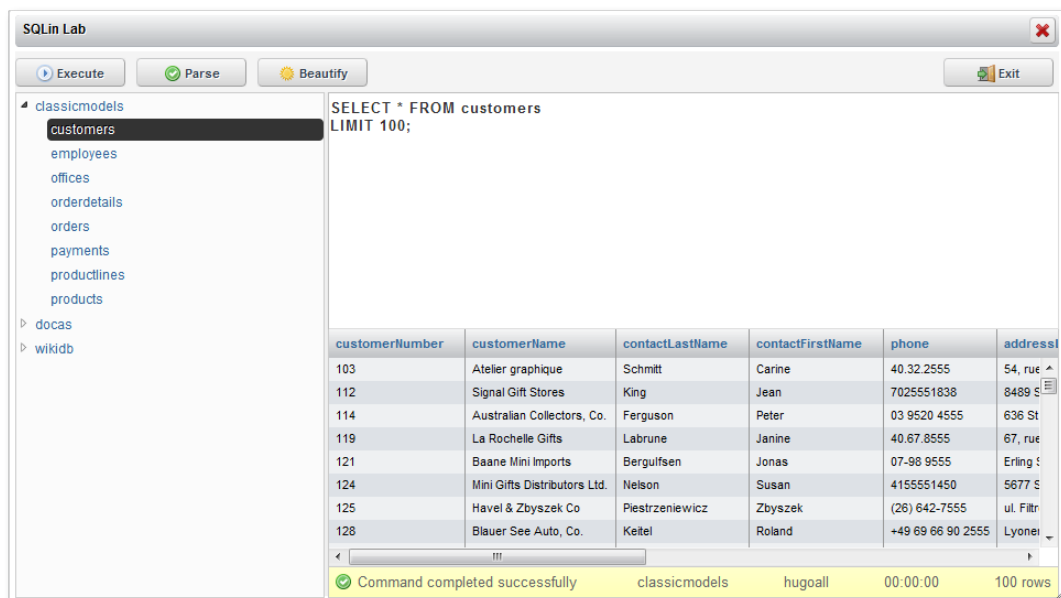 SQLin Lab
Execute Parse Beautify Exit
classicmodels
customers
employees
offices
orderdetails
orders
payments
productlines
products
docas
wikidb
SELECT * FROM customers
LIMIT 100;
customerNumber customerName contactLastName contactFirstName phone
103 Atelier graphique Schmitt Carine 40.32.2555 54, rue
112 Signal Gift Stores King Jean 7025551838 8489
114 Australian Collectors, Co. Ferguson Peter 03 9520 4555 636 St
119 La Rochelle Gifts Labrune Janine 40.67.8555 67, rue
121 Baane Mini Imports Bergulfsen Jonas 07-98 9555 Erling
124 Mini Gifts Distributors Ltd. Nelson Susan 4155551450 5677
125 Havel & Zbyszek Co Piestrzeniewicz Zbyszek (26) 642-7555 ul. Filtr
128 Blauer See Auto, Co. Keitel Roland +49 69 66 90 2555 Lyoner
Command completed successfully classicmodels hugoall 00:00:00 100 rows